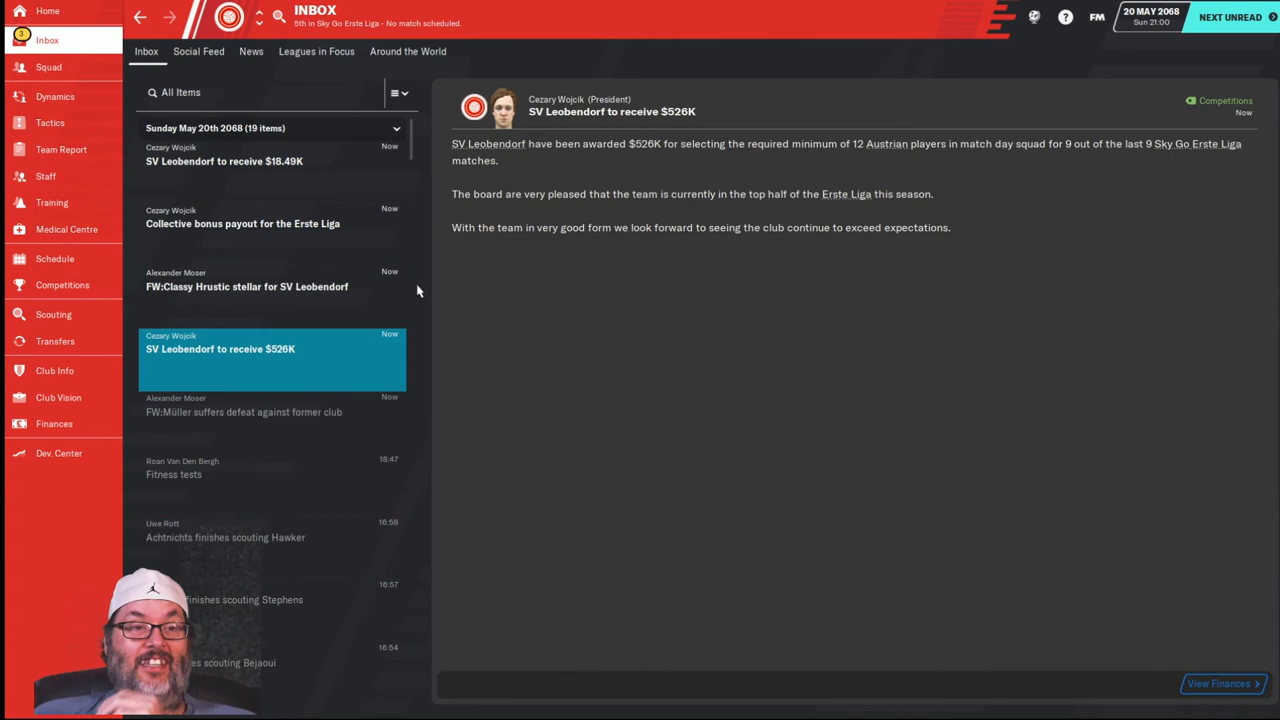 Home
3
Inbox
Squad
Dynamics
Tactics
Team Report
Staff
Training
Medical Centre
Schedule
Competitions
Scouting
Transfers
Club Info
Club Vision
Finances
Dev. Center
INBOX
5th in Sky Go Erste Liga - No match scheduled.
?
FM
20 MAY 2068
Sun 21:00
NEXT UNREAD
Inbox
Social Feed
News
Leagues in Focus
Around the World
All Items
Sunday May 20th 2068 (19 items)
Cezary Wojcik
Now
SV Leobendorf to receive $18.49K
Cezary Wojcik
Now
Collective bonus payout for the Erste Liga
Alexander Moser
Now
FW:Classy Hrustic stellar for SV Leobendorf
Cezary Wojcik
Now
SV Leobendorf to receive $526K
Alexander Moser
Now
FW:Müller suffers defeat against former club
Roan Van Den Bergh
18:47
Fitness tests
Uwe Rott
16:58
Achtnichts finishes scouting Hawker
16:57
finishes scouting Stephens
16:54
scouting Bejaoui
Cezary Wojcik (President)
SV Leobendorf to receive $526K
Competitions
Now
SV Leobendorf have been awarded $526K for selecting the required minimum of 12 Austrian players in match day squad for 9 out of the last 9 Sky Go Erste Liga
matches.
The board are very pleased that the team is currently in the top half of the Erste Liga this season.
With the team in very good form we look forward to seeing the club continue to exceed expectations.
View Finances